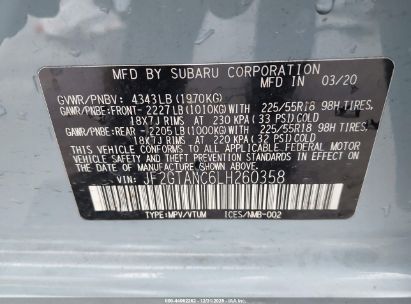 MFD. BY SUBARU CORPORATION
MFD IN 03/20
GVWR/PNBV: 4343LB (1970KG)
GAWR/PNBE:FRONT- 2227LB(1010KG)WITH 225/55R18 98H TIRES,
18X7J RIMS AT 230 KPA (33 PSI)COLD
GAWR/PNBE:REAR - 2205LB(1000KG)WITH 225/55R18 98H TIRES,
18X7J RIMS AT 220 KPA (32 PSI)COLD
THIS VEHICLE CONFORMS TO ALL APPLICABLE FEDERAL MOTOR
VEHICLE SAFETY STANDARDS IN EFFECT ON THE DATE OF
MANUFACTURE SHOWN ABOVE.
VIN: JF2GTANC6LH260358
TYPE:MPV/VTUM ICES/NMB-002